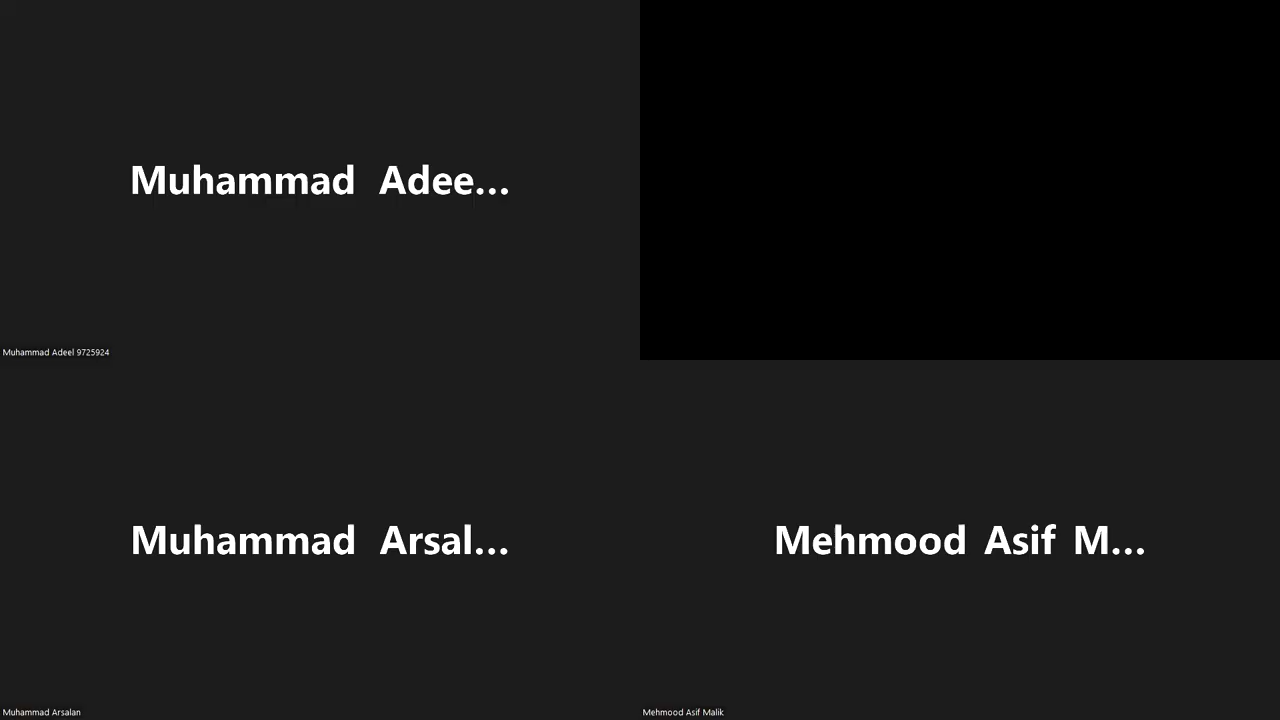 Muhammad Adee...
Muhammad Adeel 9725924
Muhammad Arsal...
Mehmood Asif M...
Muhammad Arsalan
Mehmood Asif Malik